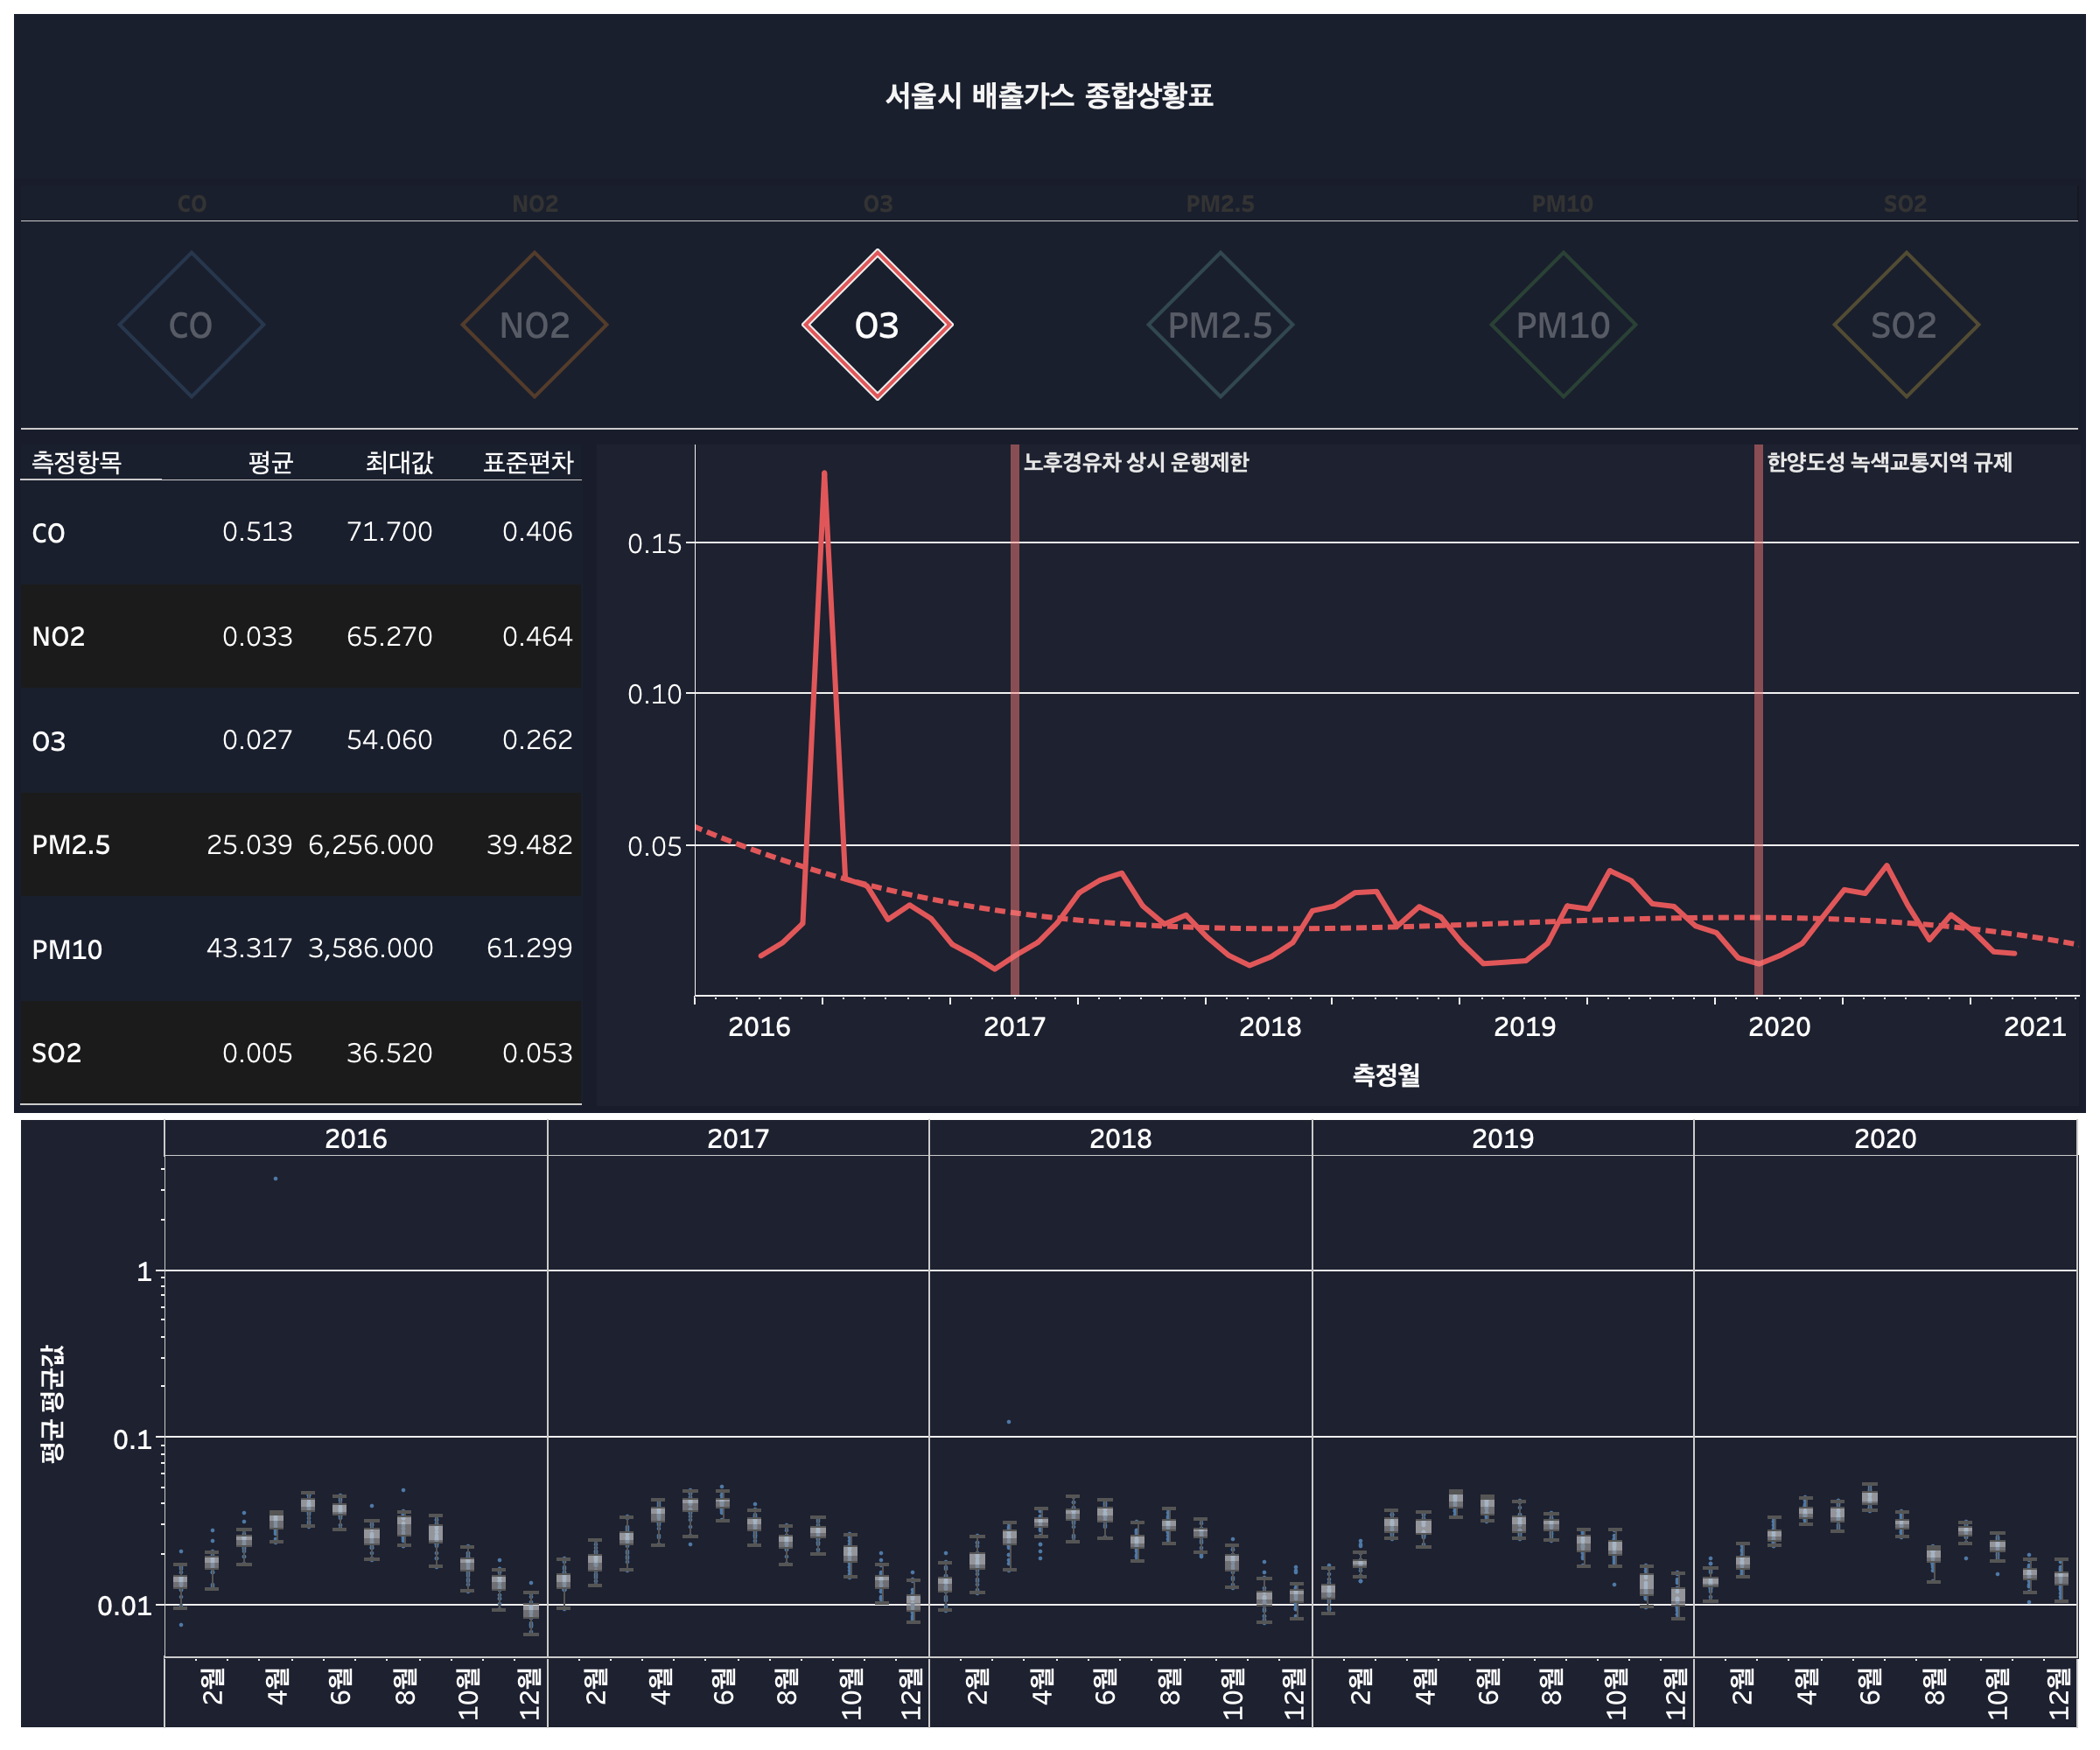 서울시 배출가스 종합상황표
CO NO2 O3 PM2.5 PM10 SO2
CO NO2 O3 PM2.5 PM10 SO2
측정항목 평균 최대값 표준편차
CO 0.513 71.700 0.406
NO2 0.033 65.270 0.464
O3 0.027 54.060 0.262
PM2.5 25.039 6,256.000 39.482
PM10 43.317 3,586.000 61.299
SO2 0.005 36.520 0.053
노후경유차 상시 운행제한
한양도성 녹색교통지역 규제
0.15
0.10
0.05
2016 2017 2018 2019 2020 2021
측정월
2016 2017 2018 2019 2020
평균 평균값
1
0.1
0.01
2월 4월 6월 8월 10월 12월 2월 4월 6월 8월 10월 12월 2월 4월 6월 8월 10월 12월 2월 4월 6월 8월 10월 12월 2월 4월 6월 8월 10월 12월